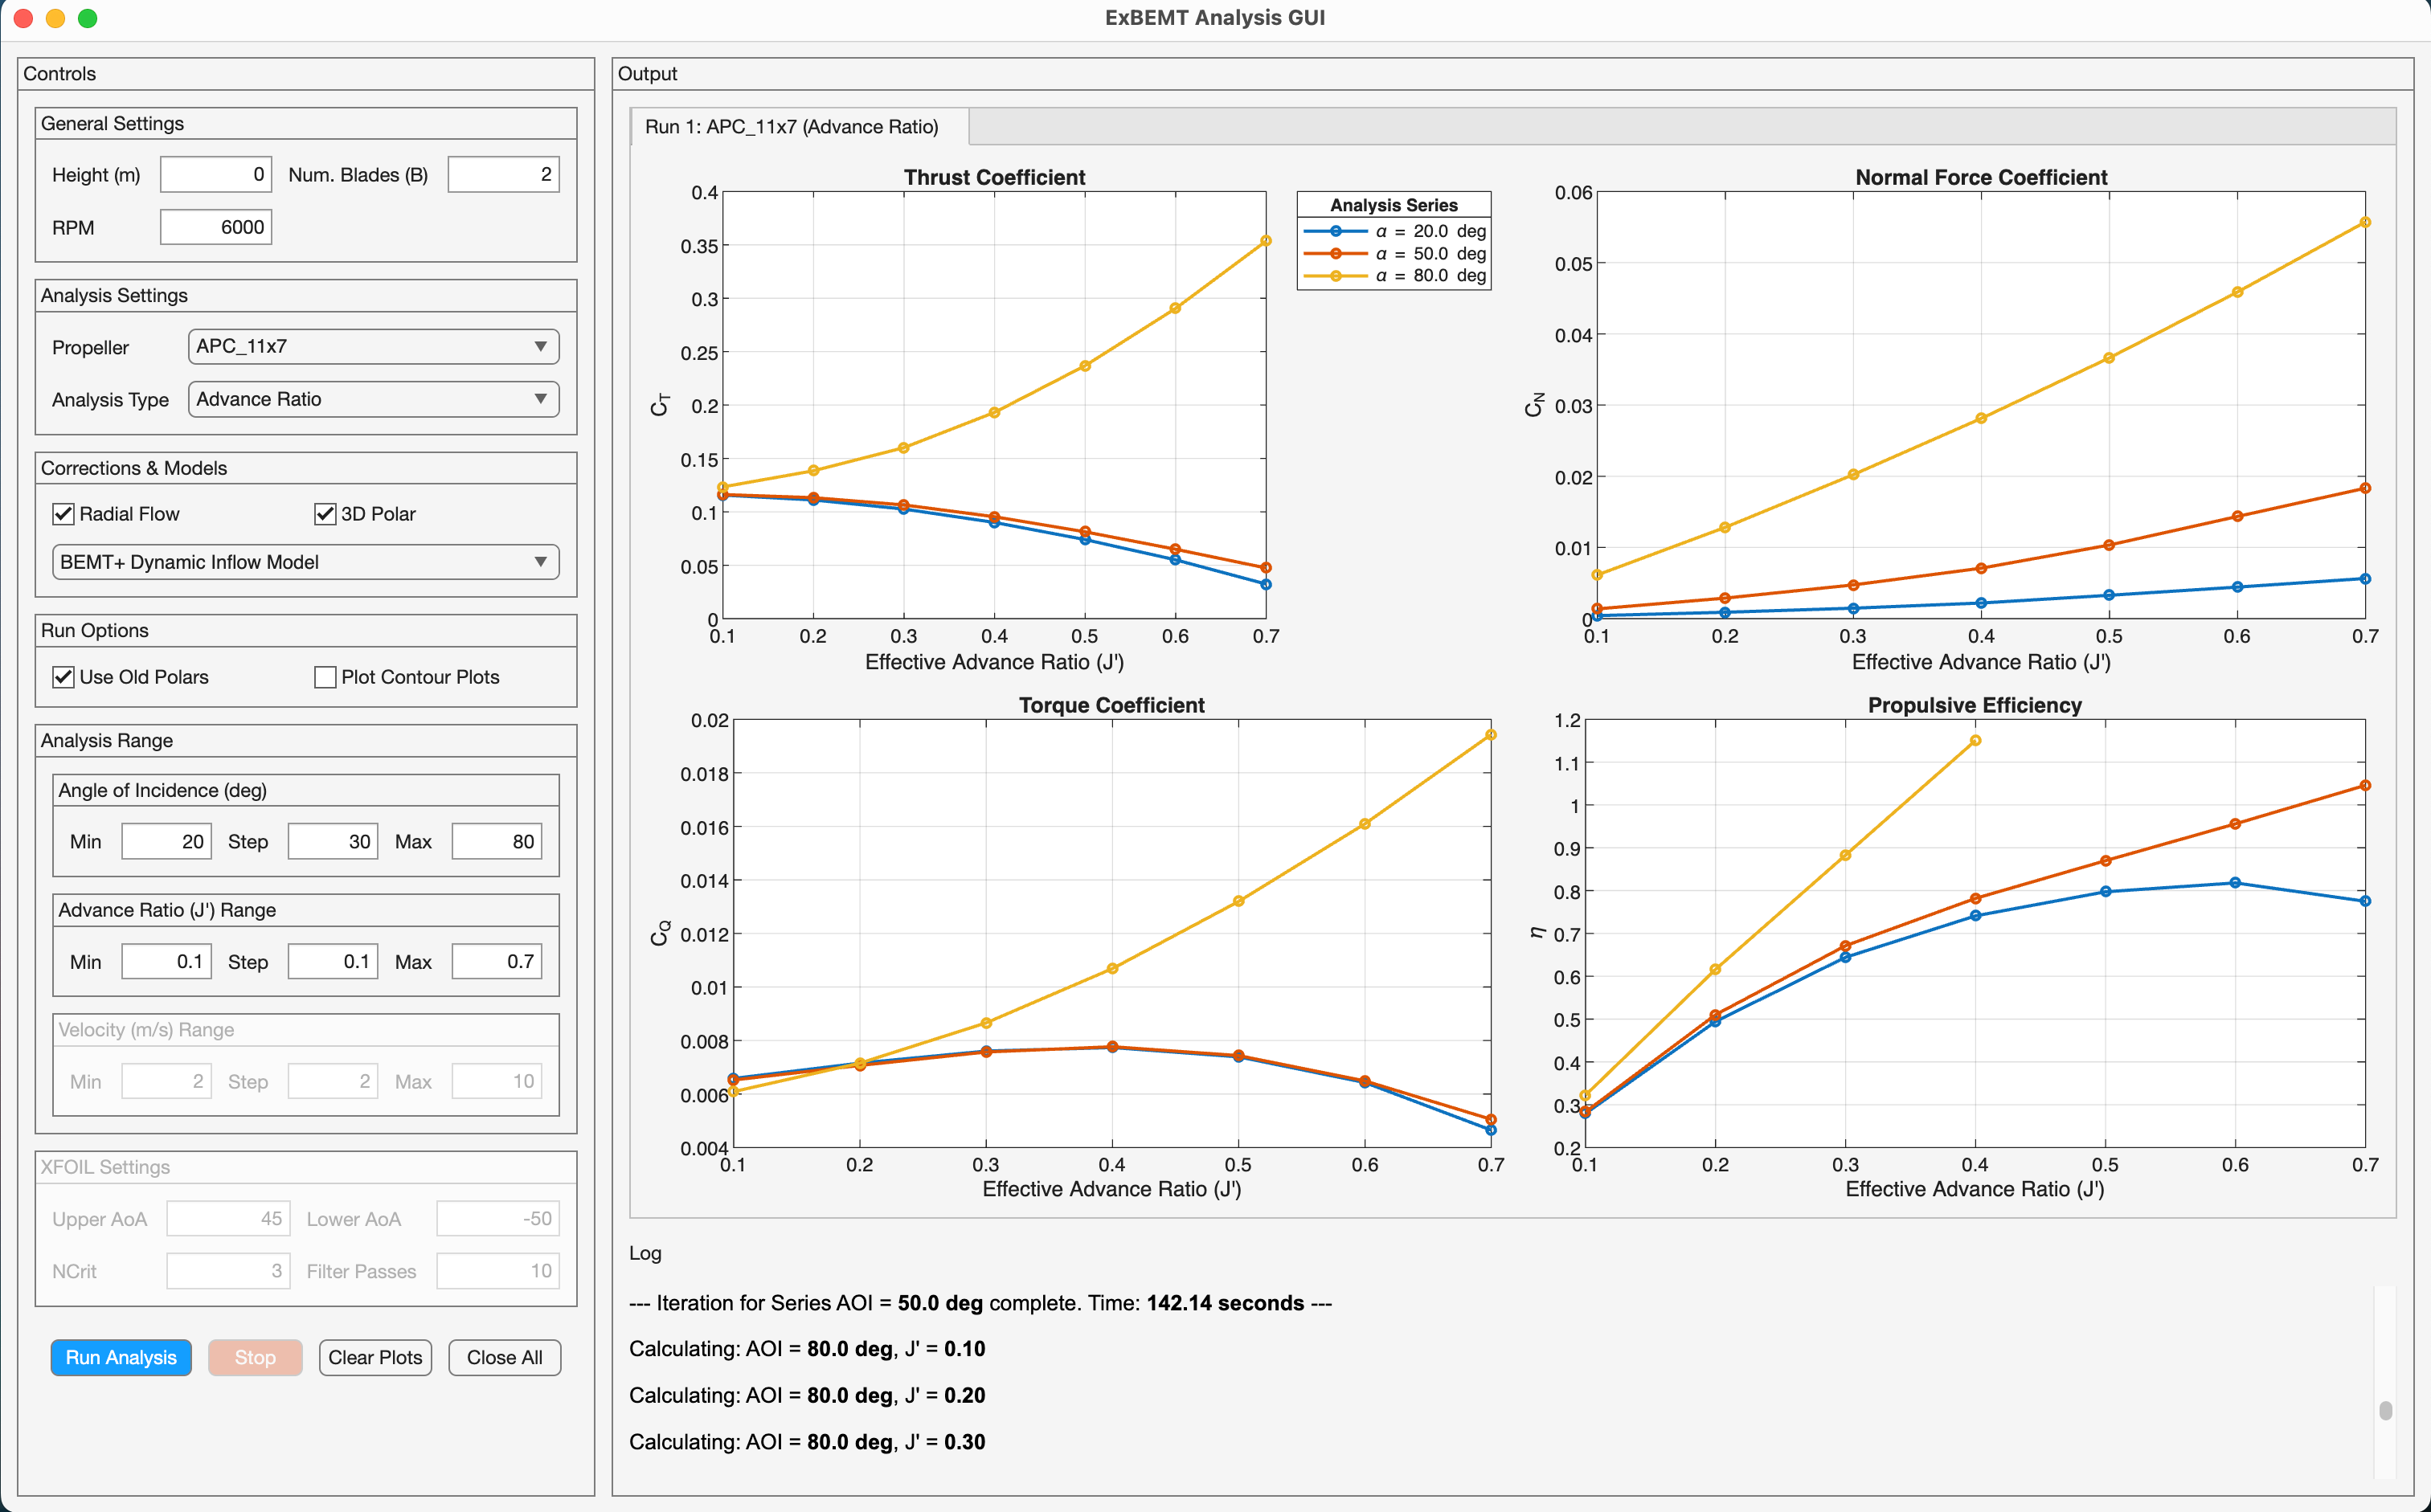 ExBEMT Analysis GUI
Controls
General Settings
Height (m) 0 Num. Blades (B) 2
RPM 6000
Analysis Settings
Propeller APC_11x7
Analysis Type Advance Ratio
Corrections & Models
Radial Flow 3D Polar
BEMT+ Dynamic Inflow Model
Run Options
Use Old Polars Plot Contour Plots
Analysis Range
Angle of Incidence (deg)
Min 20 Step 30 Max 80
Advance Ratio (J') Range
Min 0.1 Step 0.1 Max 0.7
Velocity (m/s) Range
Min 2 Step 2 Max 10
XFOIL Settings
Upper AoA 45 Lower AoA -50
NCrit 3 Filter Passes 10
Run Analysis Stop Clear Plots Close All
Output
Run 1: APC_11x7 (Advance Ratio)
Thrust Coefficient
0.4
0.35
0.3
0.25
0.2
0.15
0.1
0.05
0
C_T
0.1 0.2 0.3 0.4 0.5 0.6 0.7
Effective Advance Ratio (J')
Analysis Series
α = 20.0 deg
α = 50.0 deg
α = 80.0 deg
Normal Force Coefficient
0.06
0.05
0.04
0.03
0.02
0.01
0
C_N
0.1 0.2 0.3 0.4 0.5 0.6 0.7
Effective Advance Ratio (J')
Torque Coefficient
0.02
0.018
0.016
0.014
0.012
0.01
0.008
0.006
0.004
C_Q
0.1 0.2 0.3 0.4 0.5 0.6 0.7
Effective Advance Ratio (J')
Propulsive Efficiency
1.2
1.1
1
0.9
0.8
0.7
0.6
0.5
0.4
0.3
0.2
η
0.1 0.2 0.3 0.4 0.5 0.6 0.7
Effective Advance Ratio (J')
Log
--- Iteration for Series AOI = 50.0 deg complete. Time: 142.14 seconds ---
Calculating: AOI = 80.0 deg, J' = 0.10
Calculating: AOI = 80.0 deg, J' = 0.20
Calculating: AOI = 80.0 deg, J' = 0.30